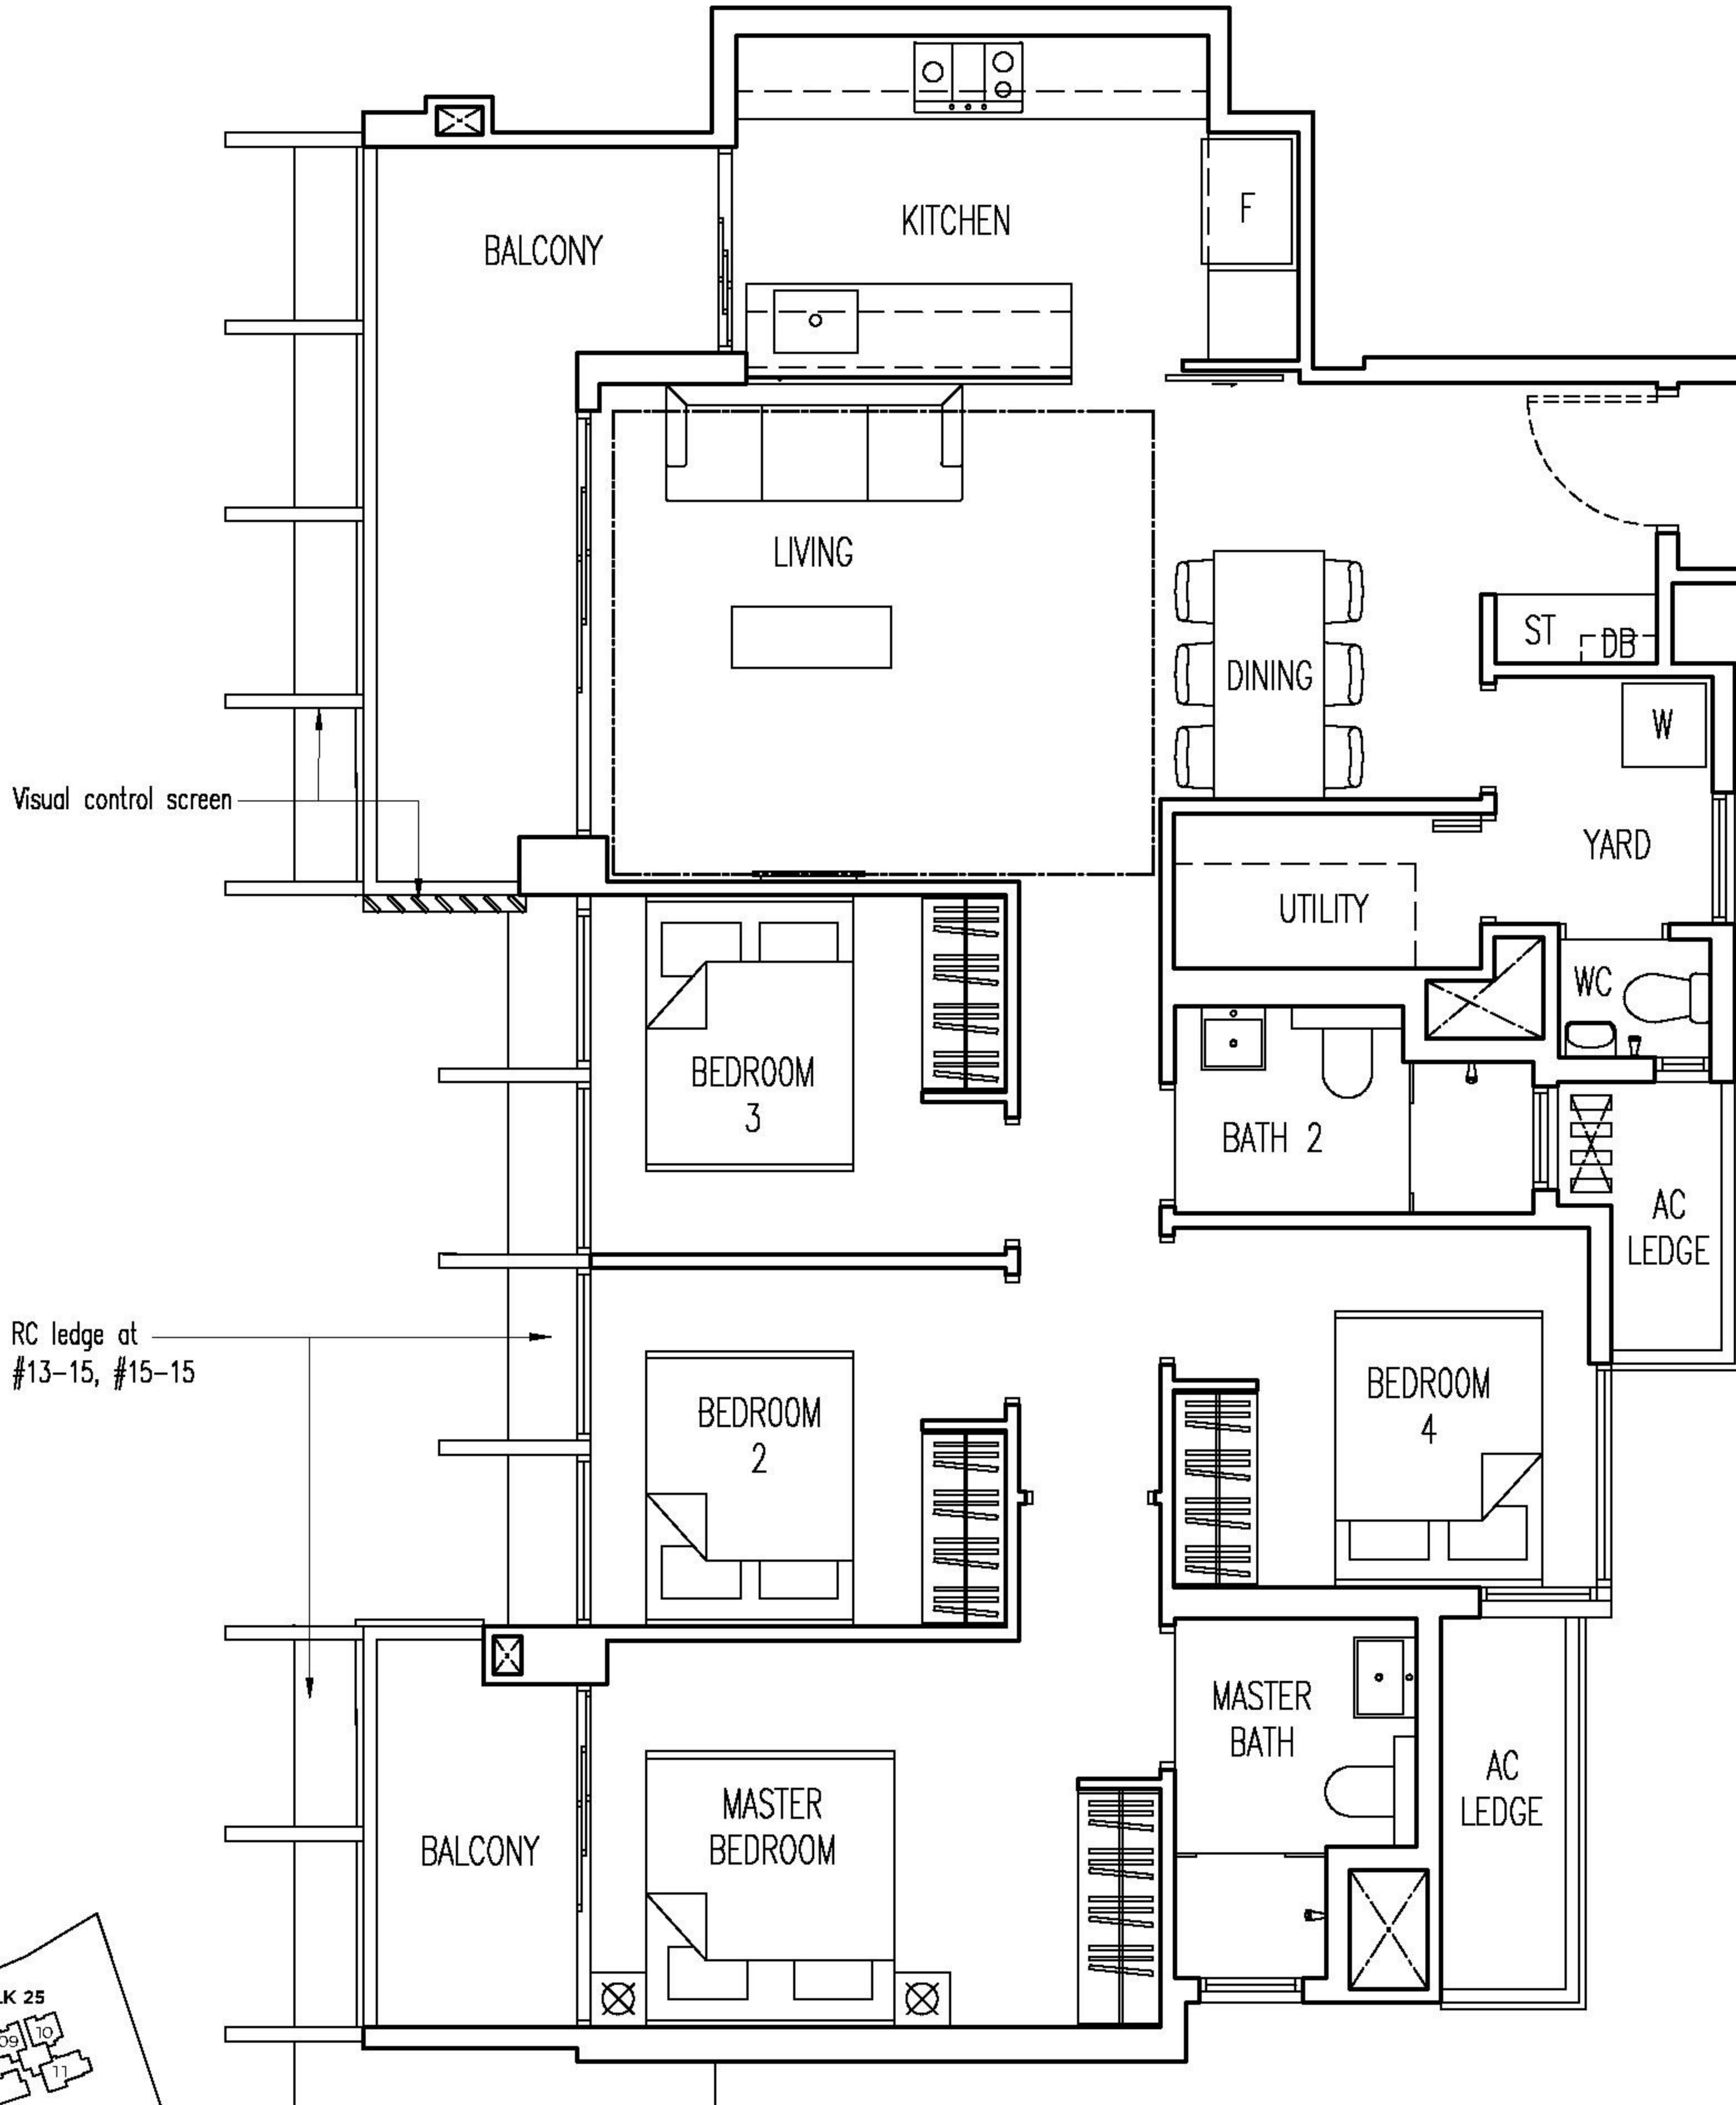 KITCHEN
F
BALCONY
LIVING
ST
DB
DINING
W
Visual control screen
YARD
UTILITY
WC
BEDROOM
3
BATH 2
AC
LEDGE
RC ledge at
#13-15, #15-15
BEDROOM
4
BEDROOM
2
MASTER
BATH
AC
LEDGE
MASTER
BEDROOM
BALCONY
LK 25
09
10
11